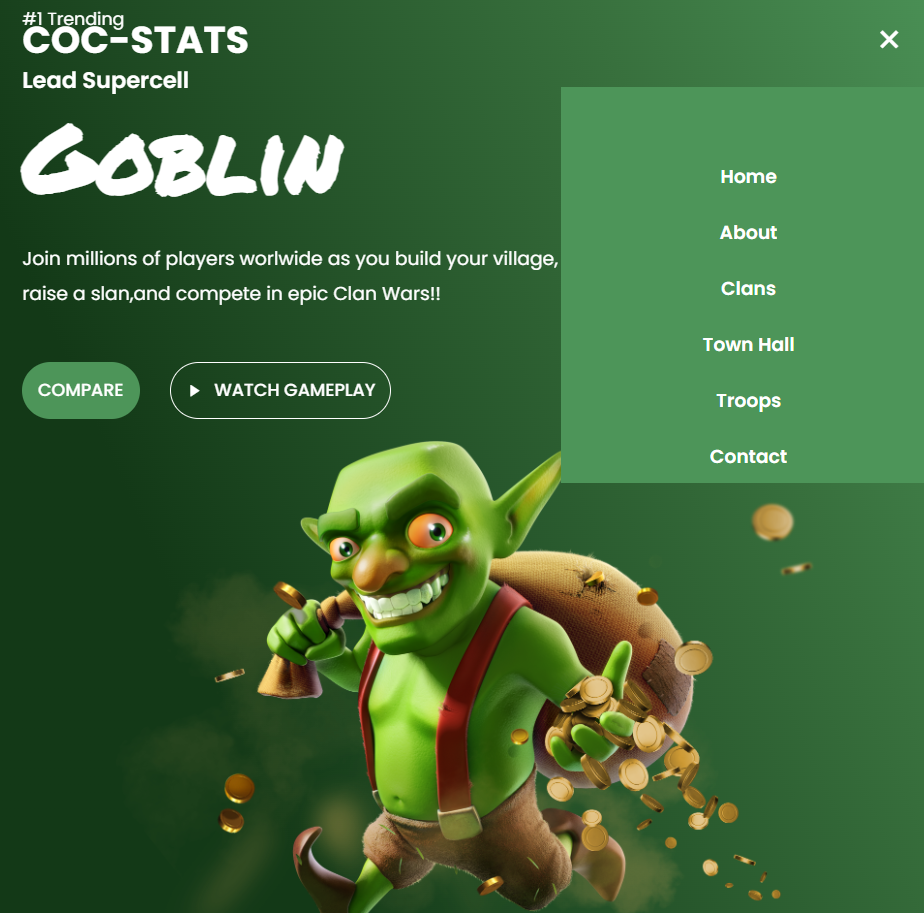 #1 Trending
COC-STATS
Lead Supercell
GOBLIN
Join millions of players worlwide as you build your village,
raise a slan,and compete in epic Clan Wars!!
COMPARE
WATCH GAMEPLAY
Home
About
Clans
Town Hall
Troops
Contact